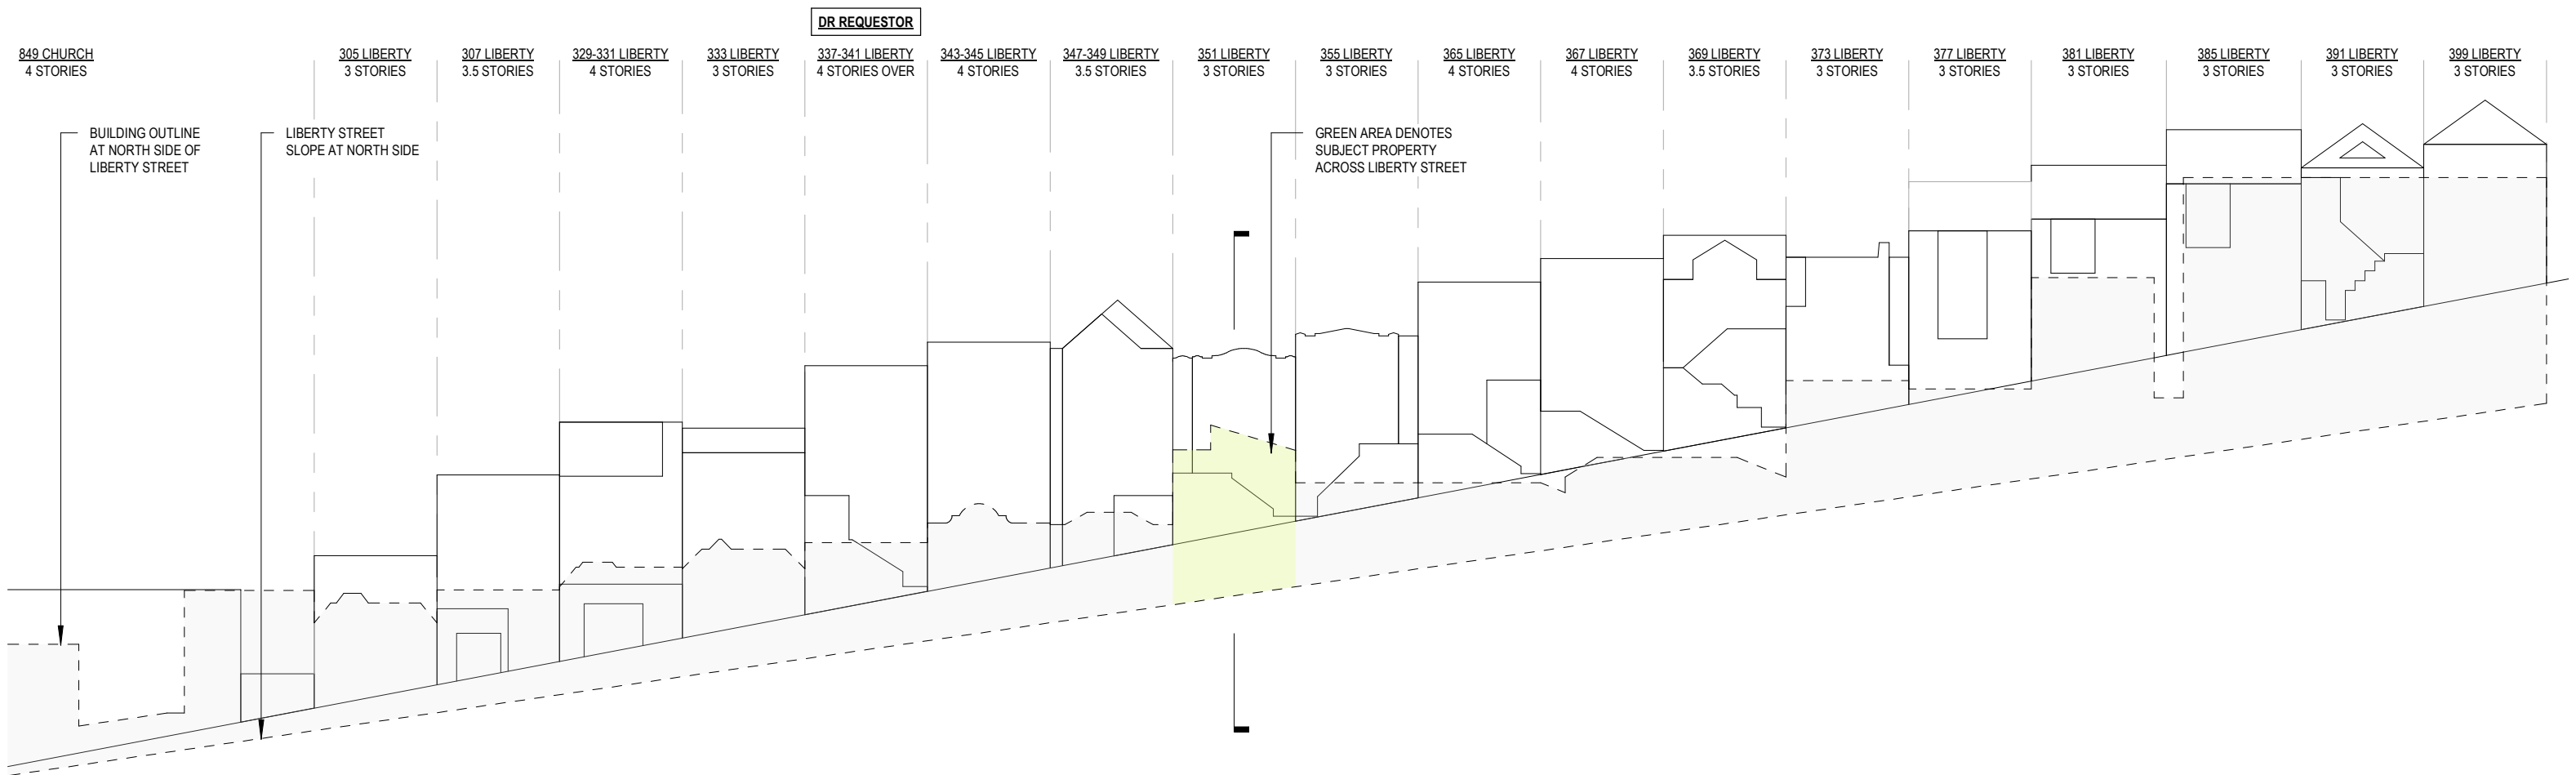 DR REQUESTOR
849 CHURCH
4 STORIES
305 LIBERTY
3 STORIES
307 LIBERTY
3.5 STORIES
329-331 LIBERTY
4 STORIES
333 LIBERTY
3 STORIES
337-341 LIBERTY
4 STORIES OVER
343-345 LIBERTY
4 STORIES
347-349 LIBERTY
3.5 STORIES
351 LIBERTY
3 STORIES
355 LIBERTY
3 STORIES
365 LIBERTY
4 STORIES
367 LIBERTY
4 STORIES
369 LIBERTY
3.5 STORIES
373 LIBERTY
3 STORIES
377 LIBERTY
3 STORIES
381 LIBERTY
3 STORIES
385 LIBERTY
3 STORIES
391 LIBERTY
3 STORIES
399 LIBERTY
3 STORIES
BUILDING OUTLINE
AT NORTH SIDE OF
LIBERTY STREET
LIBERTY STREET
SLOPE AT NORTH SIDE
GREEN AREA DENOTES
SUBJECT PROPERTY
ACROSS LIBERTY STREET